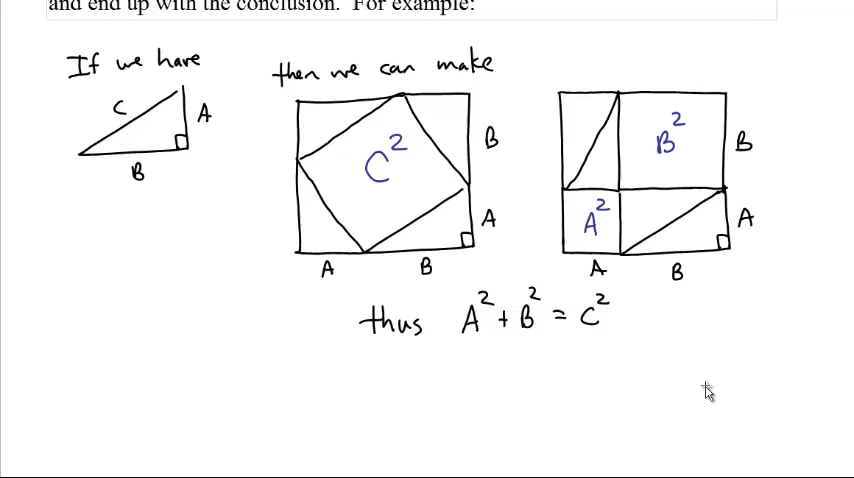 and end up with the conclusion. For example:
If we have
then we can make
C
A
B
C²
B
A
A
B
B²
B
A²
A
A
B
thus A² + B² = C²